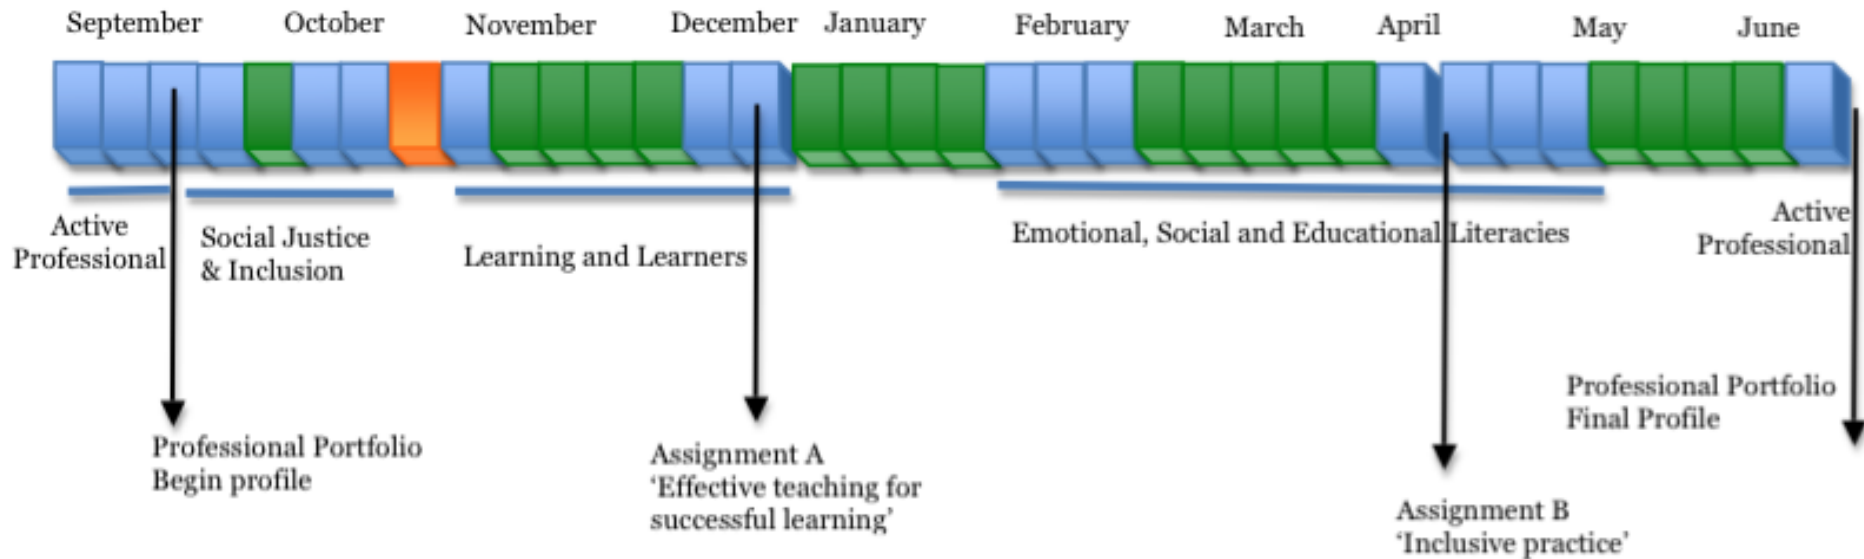 September October November December January February March April May June
Active
Professional
Social Justice
& Inclusion
Learning and Learners
Emotional, Social and Educational Literacies
Active
Professional
Professional Portfolio
Begin profile
Assignment A
‘Effective teaching for
successful learning’
Assignment B
‘Inclusive practice’
Professional Portfolio
Final Profile